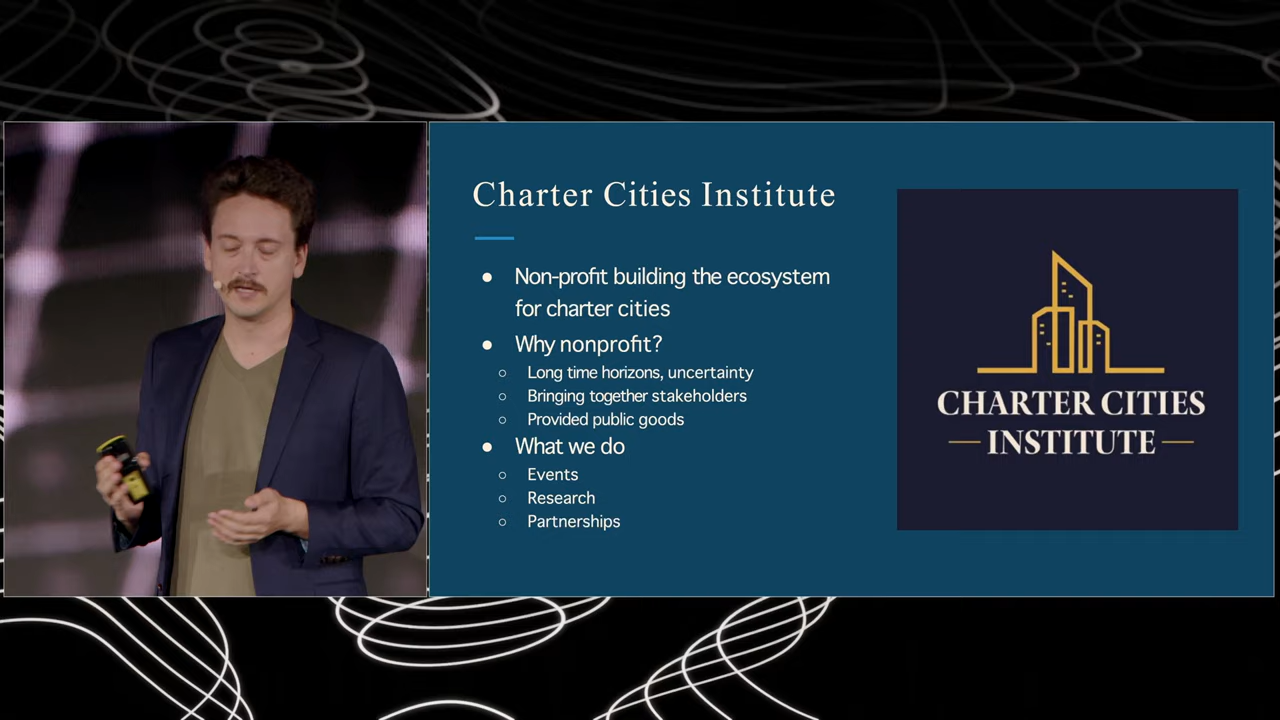 Charter Cities Institute
● Non-profit building the ecosystem
for charter cities
● Why nonprofit?
○ Long time horizons, uncertainty
○ Bringing together stakeholders
○ Provided public goods
● What we do
○ Events
○ Research
○ Partnerships
CHARTER CITIES
INSTITUTE